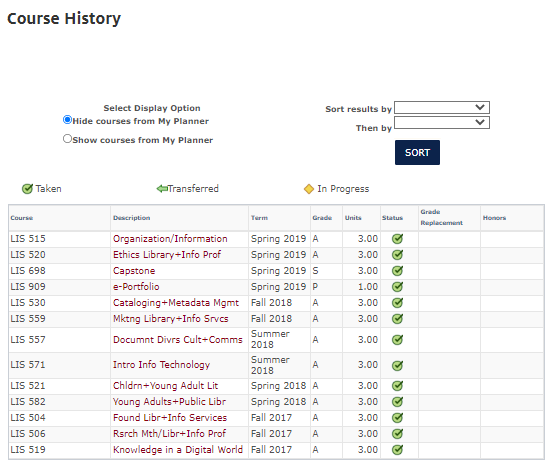 Course History
Select Display Option
Hide courses from My Planner
Show courses from My Planner
Sort results by
Then by
SORT
Taken Transferred In Progress
Course Description Term Grade Units Status Grade Replacement Honors
LIS 515 Organization/Information Spring 2019 A 3.00
LIS 520 Ethics Library+Info Prof Spring 2019 A 3.00
LIS 698 Capstone Spring 2019 S 3.00
LIS 909 e-Portfolio Spring 2019 P 1.00
LIS 530 Cataloging+Metadata Mgmt Fall 2018 A 3.00
LIS 559 Mktng Library+Info Srvcs Fall 2018 A 3.00
LIS 557 Documnt Divrs Cult+Comms Summer 2018 A 3.00
LIS 571 Intro Info Technology Summer 2018 A 3.00
LIS 521 Chldrn+Young Adult Lit Spring 2018 A 3.00
LIS 582 Young Adults+Public Libr Spring 2018 A 3.00
LIS 504 Found Libr+Info Services Fall 2017 A 3.00
LIS 506 Rsrch Mth/Libr+Info Prof Fall 2017 A 3.00
LIS 519 Knowledge in a Digital World Fall 2017 A 3.00